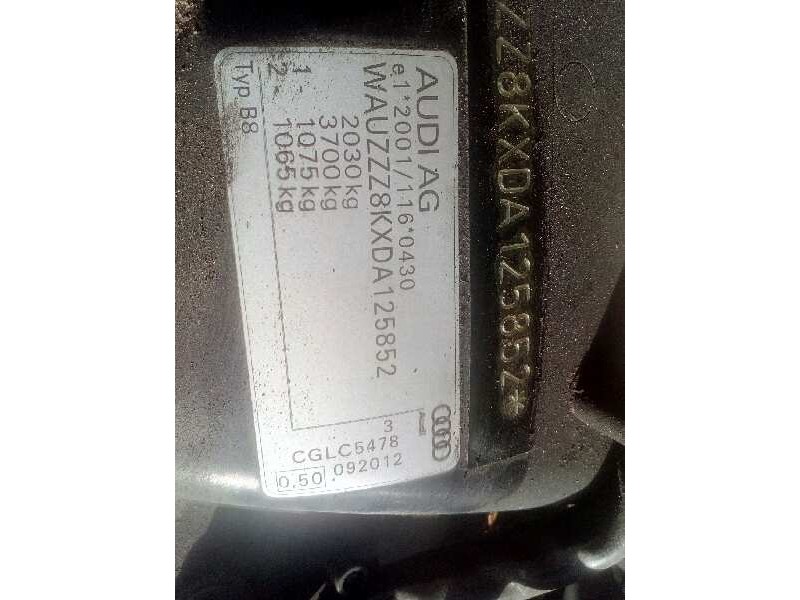 ZZ8KXDA125852*
AUDI AG
e1*2001/116*0430
WAUZZZ8KXDA125852
2030 kg
3700 kg
1- 1075 kg
2- 1065 kg
Typ B8
Audi
3
CGLC5478
092012
0.50